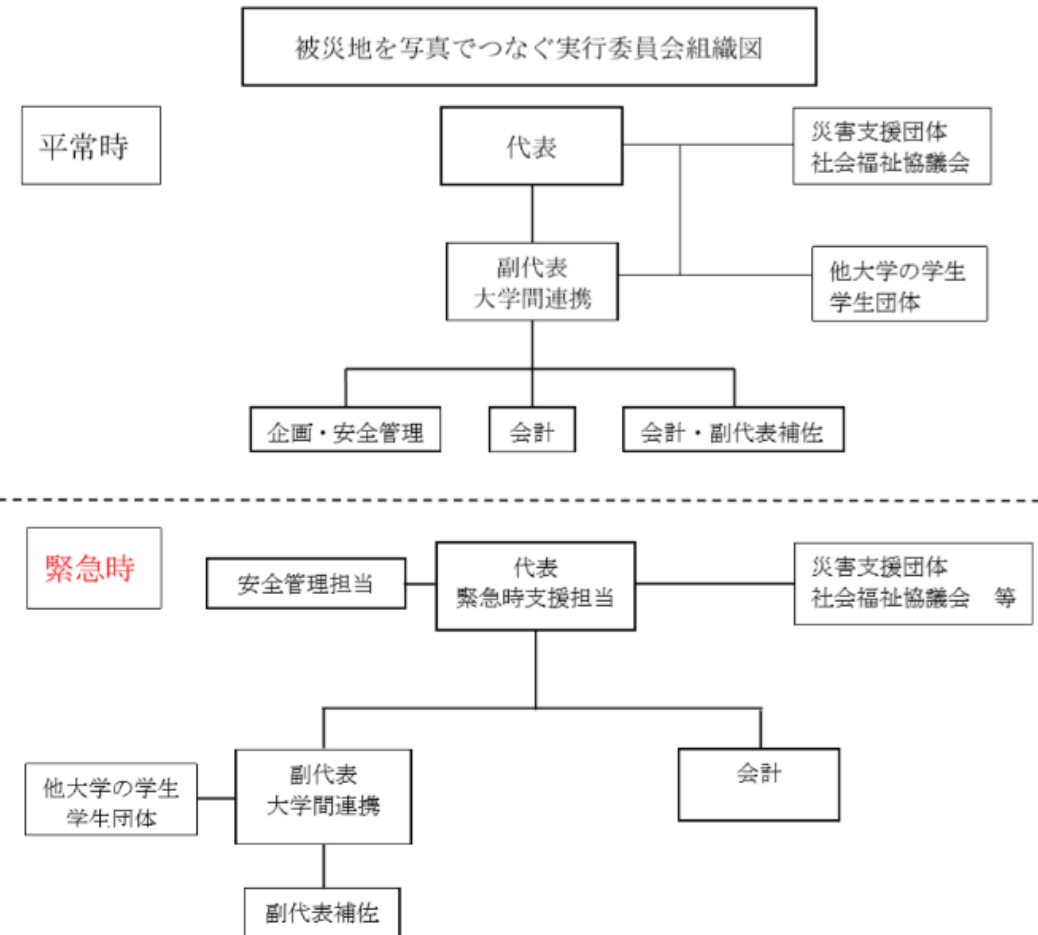 被災地を写真でつなぐ実行委員会組織図
平常時
代表
災害支援団体
社会福祉協議会
副代表
大学間連携
他大学の学生
学生団体
企画・安全管理
会計
会計・副代表補佐
緊急時
安全管理担当
代表
緊急時支援担当
災害支援団体
社会福祉協議会　等
他大学の学生
学生団体
副代表
大学間連携
会計
副代表補佐